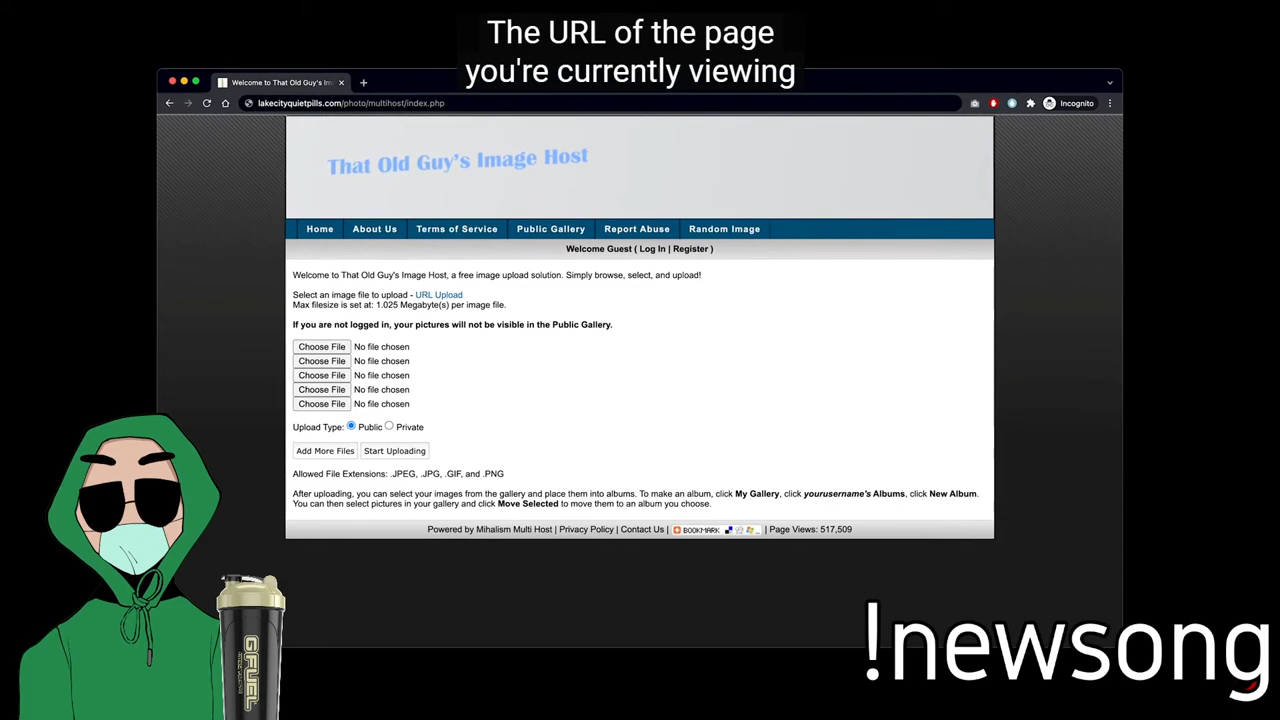 The URL of the page
you're currently viewing
Welcome to That Old Guy's Im
lakecityquietpills.com/photo/multihost/index.php
Incognito
That Old Guy's Image Host
Home About Us Terms of Service Public Gallery Report Abuse Random Image
Welcome Guest ( Log In | Register )
Welcome to That Old Guy's Image Host, a free image upload solution. Simply browse, select, and upload!
Select an image file to upload - URL Upload
Max filesize is set at: 1.025 Megabyte(s) per image file.
If you are not logged in, your pictures will not be visible in the Public Gallery.
Choose File No file chosen
Choose File No file chosen
Choose File No file chosen
Choose File No file chosen
Choose File No file chosen
Upload Type: Public Private
Add More Files Start Uploading
Allowed File Extensions: .JPEG, .JPG, .GIF, and .PNG
After uploading, you can select your images from the gallery and place them into albums. To make an album, click My Gallery, click yourusername's Albums, click New Album.
You can then select pictures in your gallery and click Move Selected to move them to an album you choose.
Powered by Mihalism Multi Host | Privacy Policy | Contact Us | BOOKMARK | Page Views: 517,509
GFUEL
!newsong